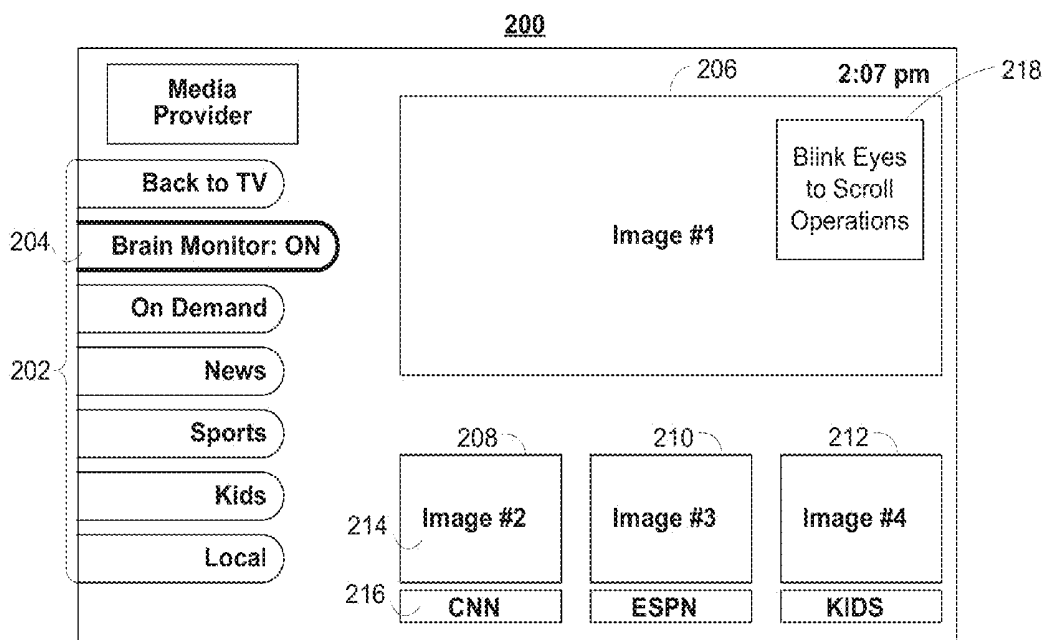 200
206
2:07 pm
218
Media
Provider
Blink Eyes
to Scroll
Operations
Back to TV
204
Brain Monitor: ON
Image #1
On Demand
202
News
Sports
208
210
212
Kids
214
Image #2
Image #3
Image #4
Local
216
CNN
ESPN
KIDS